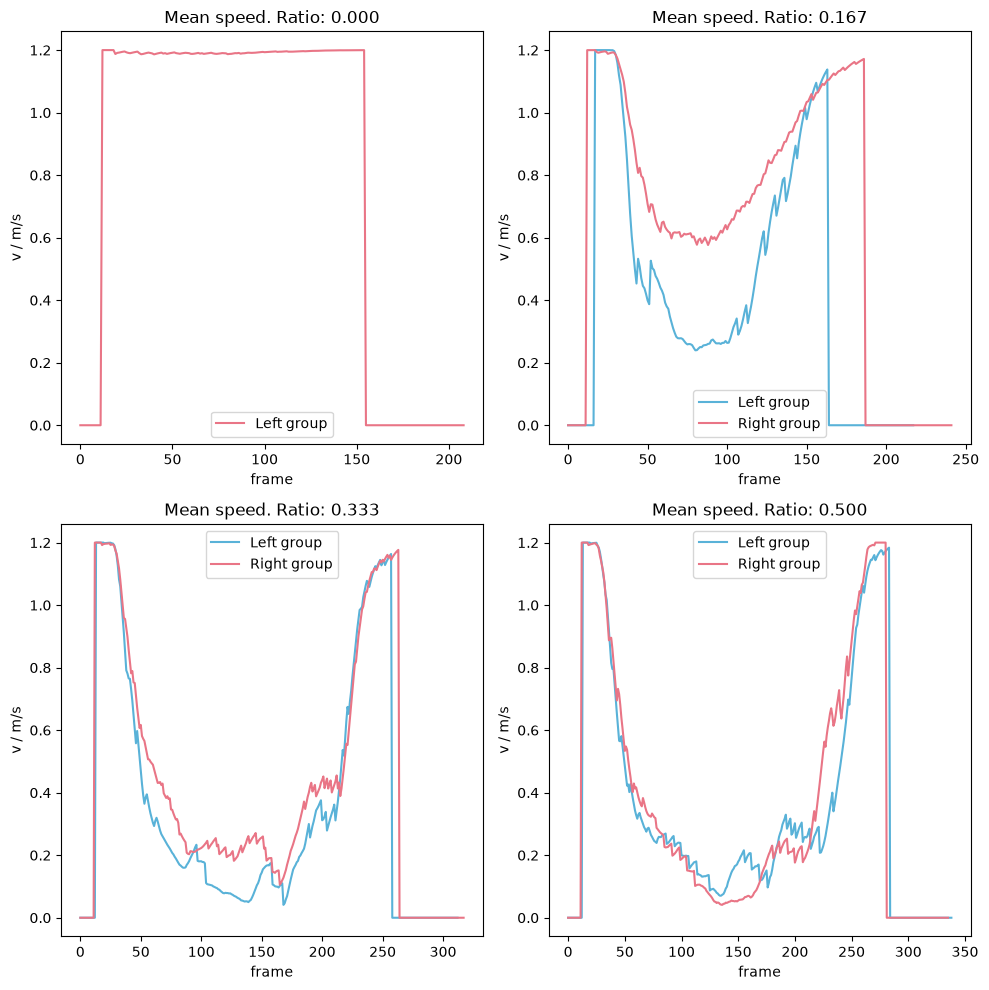 Mean speed. Ratio: 0.000
v / m/s
1.2
1.0
0.8
0.6
0.4
0.2
0.0
Left group
0 50 100 150 200
frame
Mean speed. Ratio: 0.167
v / m/s
1.2
1.0
0.8
0.6
0.4
0.2
0.0
Left group
Right group
0 50 100 150 200 250
frame
Mean speed. Ratio: 0.333
v / m/s
1.2
1.0
0.8
0.6
0.4
0.2
0.0
Left group
Right group
0 50 100 150 200 250 300
frame
Mean speed. Ratio: 0.500
v / m/s
1.2
1.0
0.8
0.6
0.4
0.2
0.0
Left group
Right group
0 50 100 150 200 250 300 350
frame